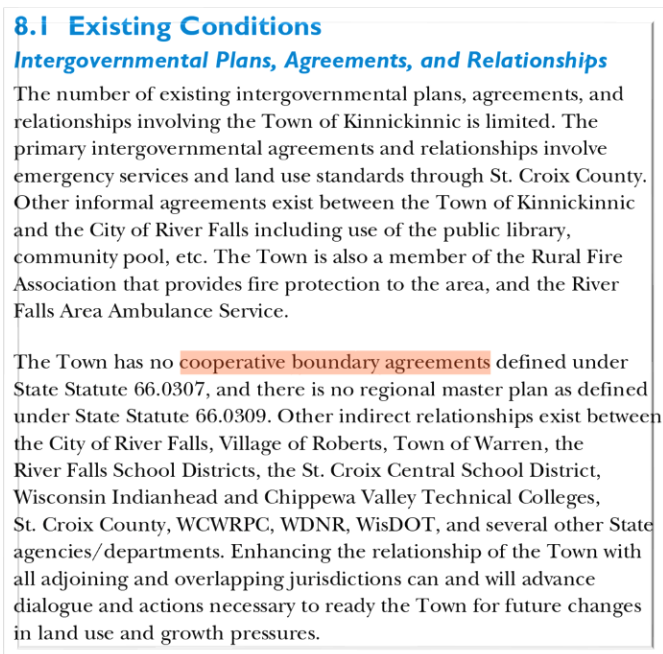 8.1 Existing Conditions
Intergovernmental Plans, Agreements, and Relationships
The number of existing intergovernmental plans, agreements, and
relationships involving the Town of Kinnickinnic is limited. The
primary intergovernmental agreements and relationships involve
emergency services and land use standards through St. Croix County.
Other informal agreements exist between the Town of Kinnickinnic
and the City of River Falls including use of the public library,
community pool, etc. The Town is also a member of the Rural Fire
Association that provides fire protection to the area, and the River
Falls Area Ambulance Service.
The Town has no cooperative boundary agreements defined under
State Statute 66.0307, and there is no regional master plan as defined
under State Statute 66.0309. Other indirect relationships exist between
the City of River Falls, Village of Roberts, Town of Warren, the
River Falls School Districts, the St. Croix Central School District,
Wisconsin Indianhead and Chippewa Valley Technical Colleges,
St. Croix County, WCWRPC, WDNR, WisDOT, and several other State
agencies/departments. Enhancing the relationship of the Town with
all adjoining and overlapping jurisdictions can and will advance
dialogue and actions necessary to ready the Town for future changes
in land use and growth pressures.